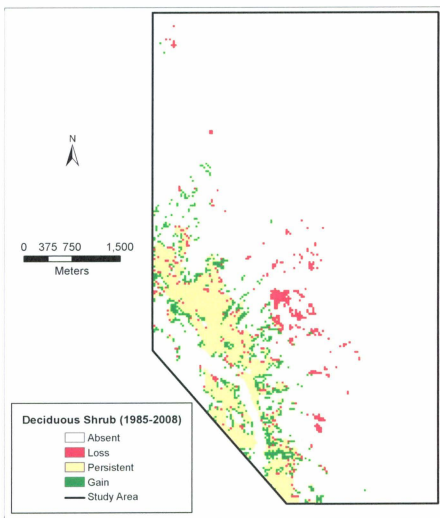 N
0 375 750 1,500
Meters
Deciduous Shrub (1985-2008)
Absent
Loss
Persistent
Gain
Study Area